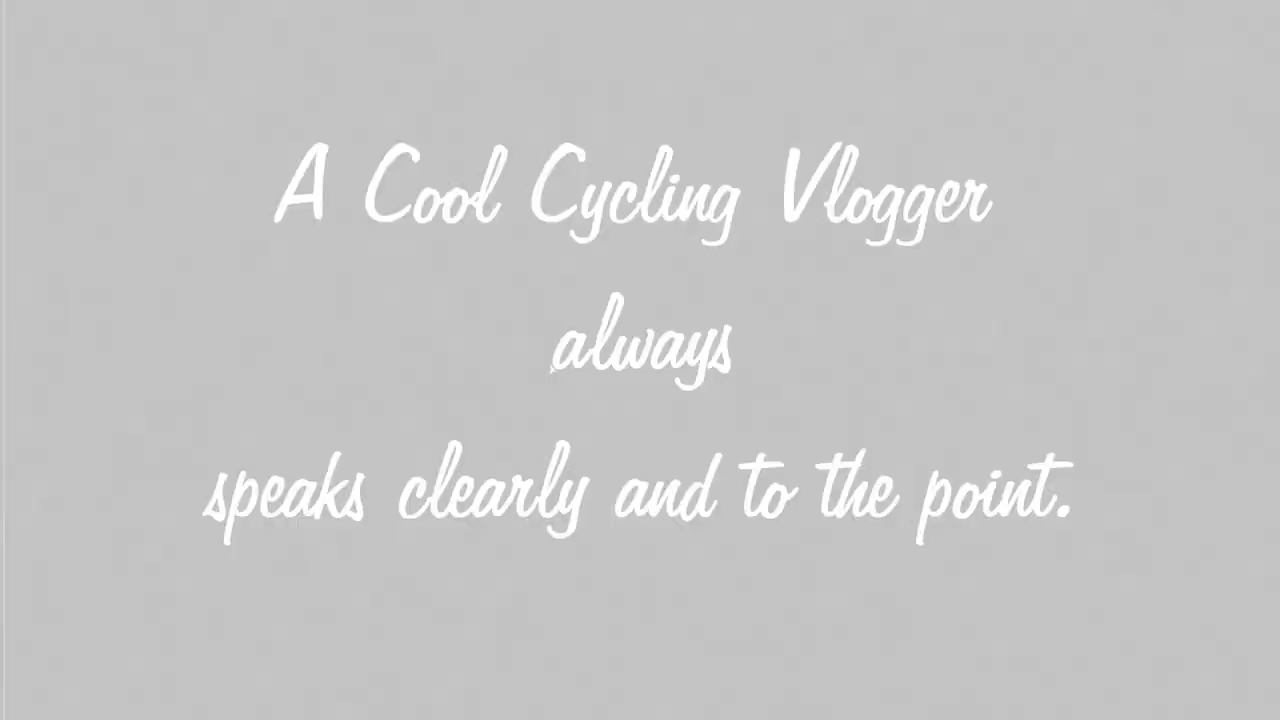 A Cool Cycling Vlogger
always
speaks clearly and to the point.